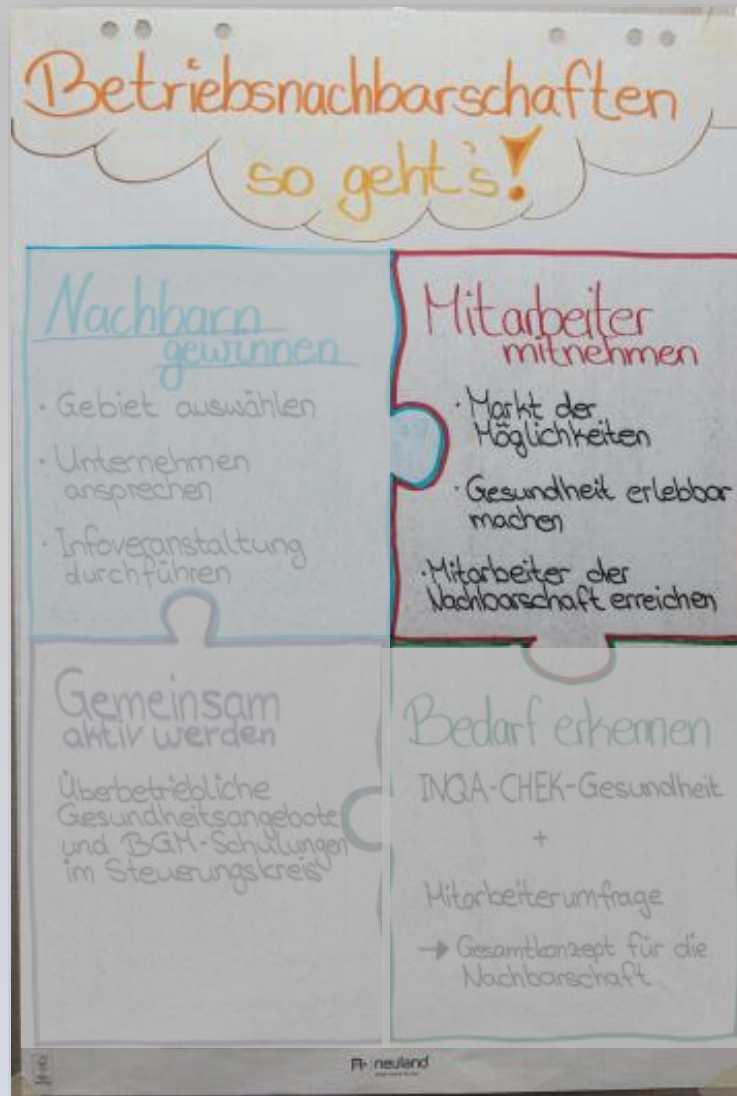 Betriebsnachbarschaften
so geht's!
Nachbarn
gewinnen
· Gebiet auswählen
· Unternehmen
ansprechen
· Infoveranstaltung
durchführen
Mitarbeiter
mitnehmen
· Markt der
Möglichkeiten
· Gesundheit erlebbar
machen
· Mitarbeiter der
Nachbarschaft erreichen
Gemeinsam
aktiv werden
Überbetriebliche
Gesundheitsangebote
und BGM-Schulungen
im Steuerungskreis
Bedarf erkennen
INQA-CHEK-Gesundheit
+
Mitarbeiterumfrage
→ Gesamtkonzept für die
Nachbarschaft
neuland